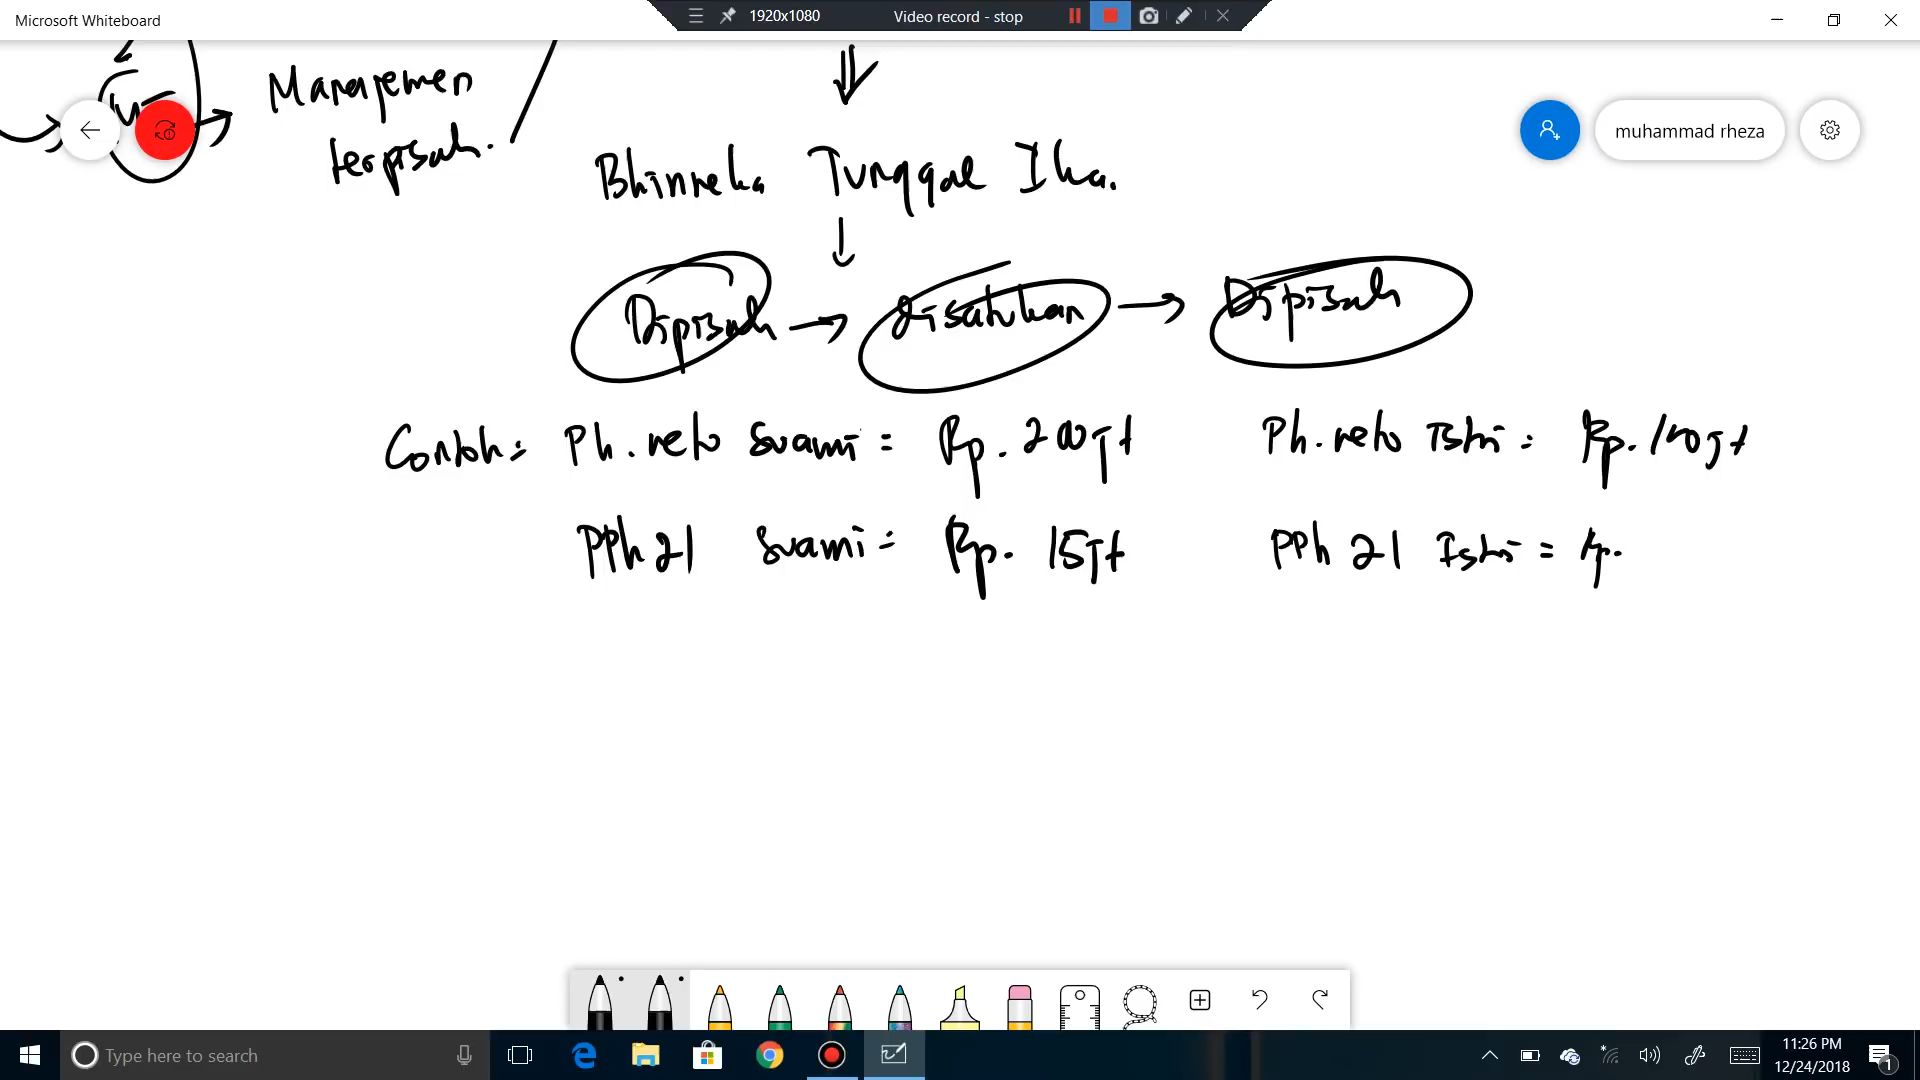 Microsoft Whiteboard
1920x1080
Video record - stop
muhammad rheza
Manajemen
terpisah.
Bhinneka Tunggal Ika.
Dipisah → disatukan → Dipisah
Contoh = Ph. neto suami = Rp. 200Jt Ph. neto Istri = Rp. 150Jt
PPh 21 suami = Rp. 15Jt PPh 21 Istri = Rp.
Type here to search
11:26 PM
12/24/2018
1